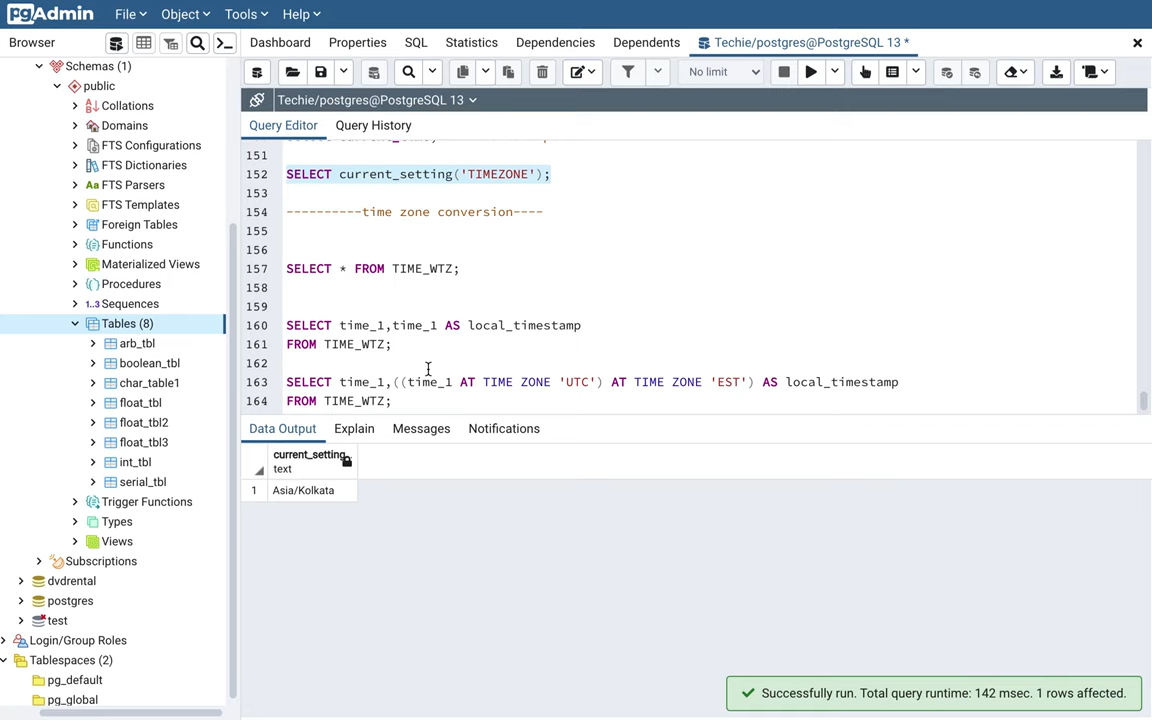 pgAdmin File Object Tools Help
Browser
Dashboard Properties SQL Statistics Dependencies Dependents Techie/postgres@PostgreSQL 13 *
No limit
Techie/postgres@PostgreSQL 13
Query Editor Query History
Schemas (1)
public
Collations
Domains
FTS Configurations
FTS Dictionaries
FTS Parsers
FTS Templates
Foreign Tables
Functions
Materialized Views
Procedures
1..3 Sequences
Tables (8)
arb_tbl
boolean_tbl
char_table1
float_tbl
float_tbl2
float_tbl3
int_tbl
serial_tbl
Trigger Functions
Types
Views
Subscriptions
dvdrental
postgres
test
Login/Group Roles
Tablespaces (2)
pg_default
pg_global
151
152 SELECT current_setting('TIMEZONE');
153
154 ----------time zone conversion----
155
156
157 SELECT * FROM TIME_WTZ;
158
159
160 SELECT time_1,time_1 AS local_timestamp
161 FROM TIME_WTZ;
162
163 SELECT time_1,((time_1 AT TIME ZONE 'UTC') AT TIME ZONE 'EST') AS local_timestamp
164 FROM TIME_WTZ;
Data Output Explain Messages Notifications
current_setting
text
1 Asia/Kolkata
Successfully run. Total query runtime: 142 msec. 1 rows affected.